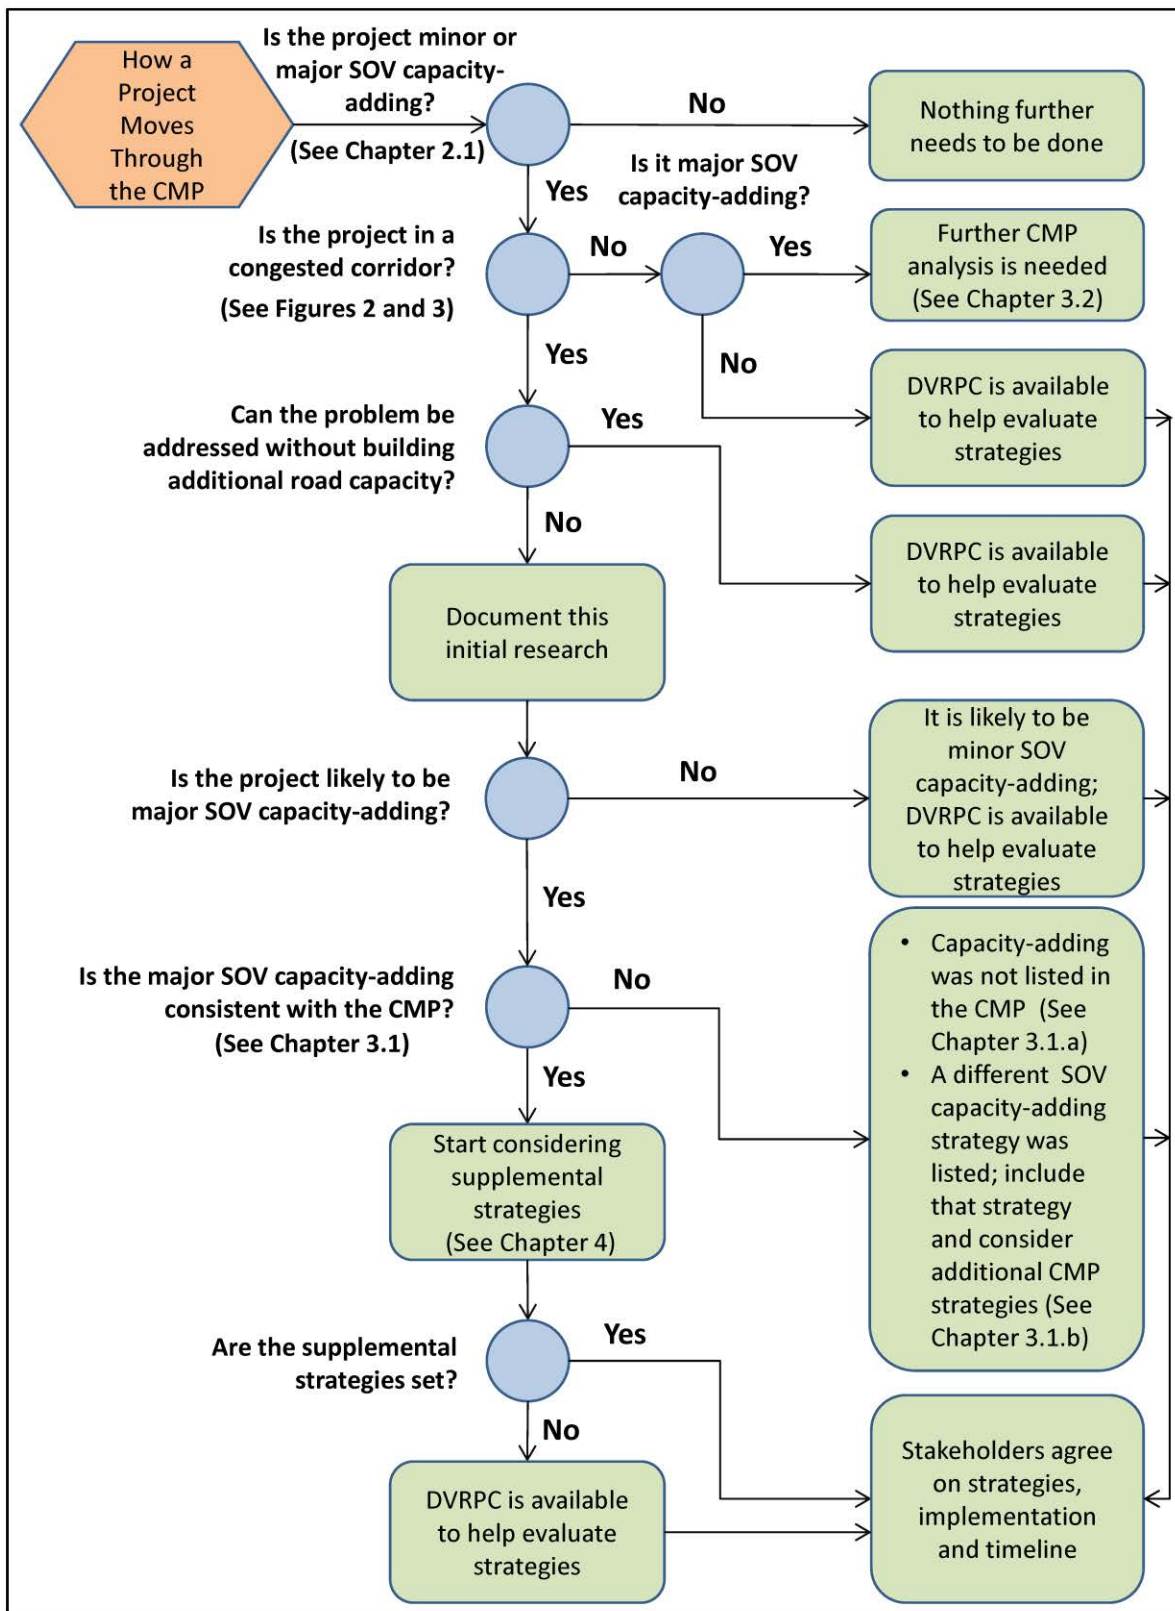 How a
Project
Moves
Through
the CMP
Is the project minor or
major SOV capacity-
adding?
(See Chapter 2.1)
No
Nothing further
needs to be done
Yes
Is it major SOV
capacity-adding?
Is the project in a
congested corridor?
(See Figures 2 and 3)
No
Yes
Further CMP
analysis is needed
(See Chapter 3.2)
Yes
No
DVRPC is available
to help evaluate
strategies
Can the problem be
addressed without building
additional road capacity?
Yes
DVRPC is available
to help evaluate
strategies
No
Document this
initial research
Is the project likely to be
major SOV capacity-adding?
No
It is likely to be
minor SOV
capacity-adding;
DVRPC is available
to help evaluate
strategies
Yes
Is the major SOV capacity-adding
consistent with the CMP?
(See Chapter 3.1)
No
• Capacity-adding
was not listed in
the CMP (See
Chapter 3.1.a)
• A different SOV
capacity-adding
strategy was
listed; include
that strategy
and consider
additional CMP
strategies (See
Chapter 3.1.b)
Yes
Start considering
supplemental
strategies
(See Chapter 4)
Are the supplemental
strategies set?
Yes
No
DVRPC is available
to help evaluate
strategies
Stakeholders agree
on strategies,
implementation
and timeline